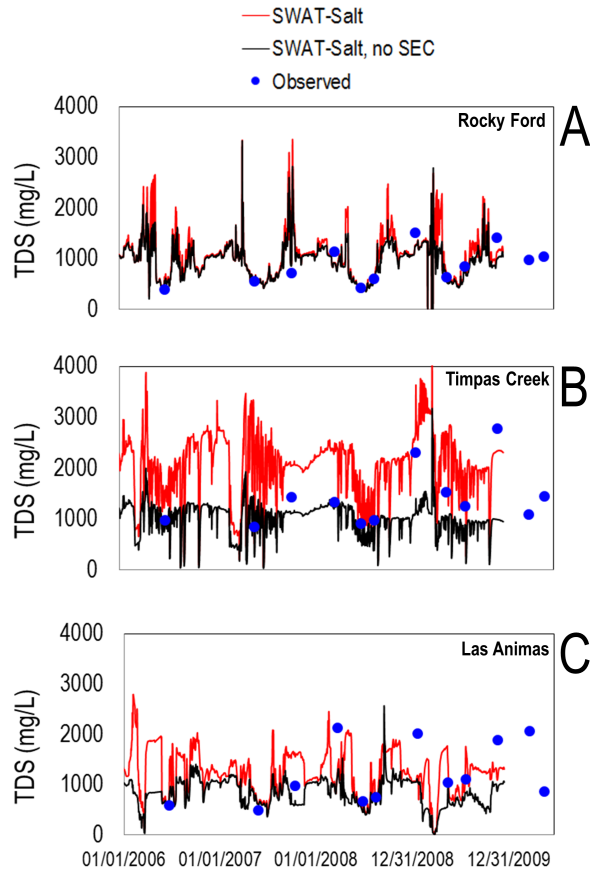 SWAT-Salt
SWAT-Salt, no SEC
Observed
4000
3000
2000
1000
0
TDS (mg/L)
Rocky Ford
A
4000
3000
2000
1000
0
TDS (mg/L)
Timpas Creek
B
4000
3000
2000
1000
0
TDS (mg/L)
Las Animas
C
01/01/2006 01/01/2007 01/01/2008 12/31/2008 12/31/2009